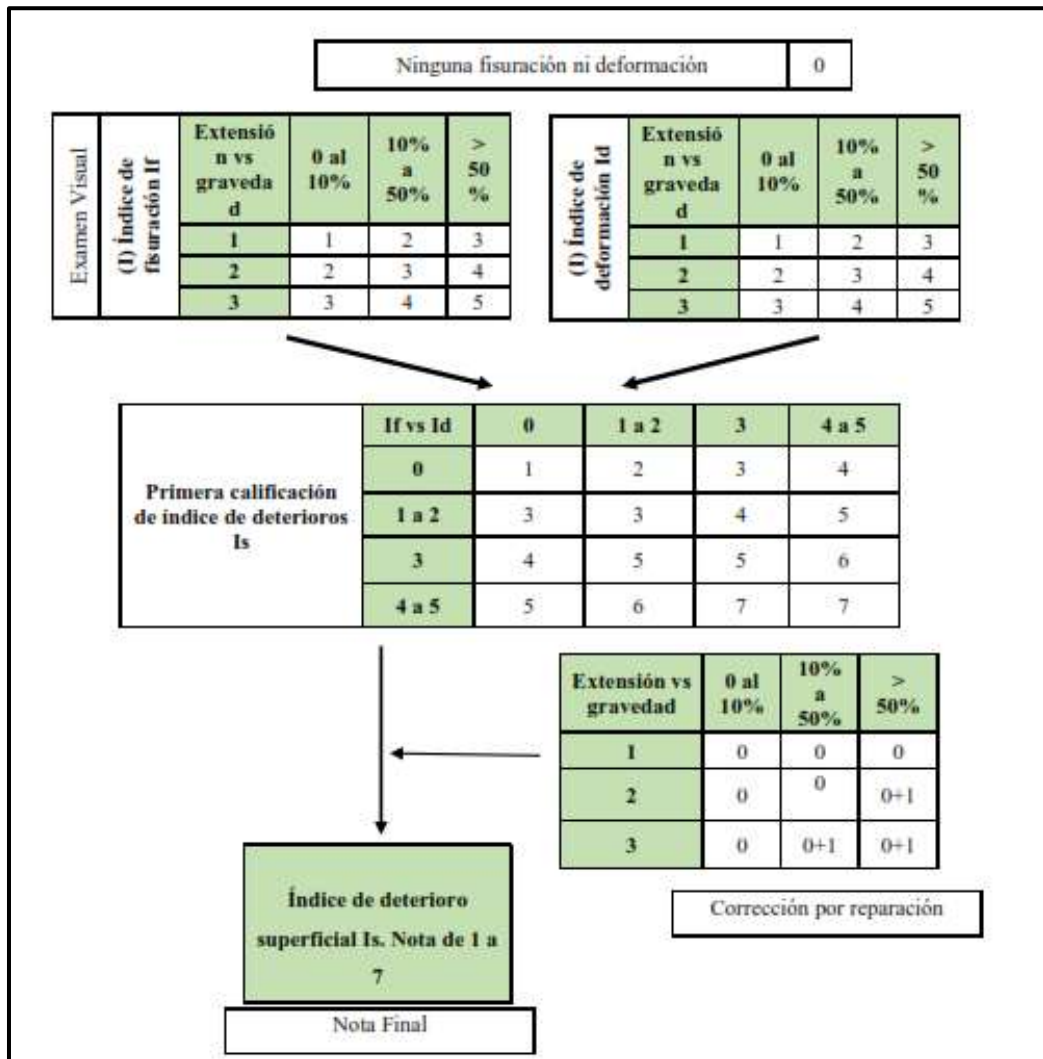 Ninguna fisuración ni deformación 0
Examen Visual
(I) Índice de
fisuración If
Extensió
n vs
graveda
d
0 al
10%
10%
a
50%
>
50
%
1 1 2 3
2 2 3 4
3 3 4 5
(I) Índice de
deformación Id
Extensió
n vs
graveda
d
0 al
10%
10%
a
50%
>
50
%
1 1 2 3
2 2 3 4
3 3 4 5
Primera calificación
de índice de deterioros
Is
If vs Id 0 1 a 2 3 4 a 5
0 1 2 3 4
1 a 2 3 3 4 5
3 4 5 5 6
4 a 5 5 6 7 7
Extensión vs
gravedad
0 al
10%
10%
a
50%
>
50%
1 0 0 0
2 0 0 0+1
3 0 0+1 0+1
Corrección por reparación
Índice de deterioro
superficial Is. Nota de 1 a
7
Nota Final